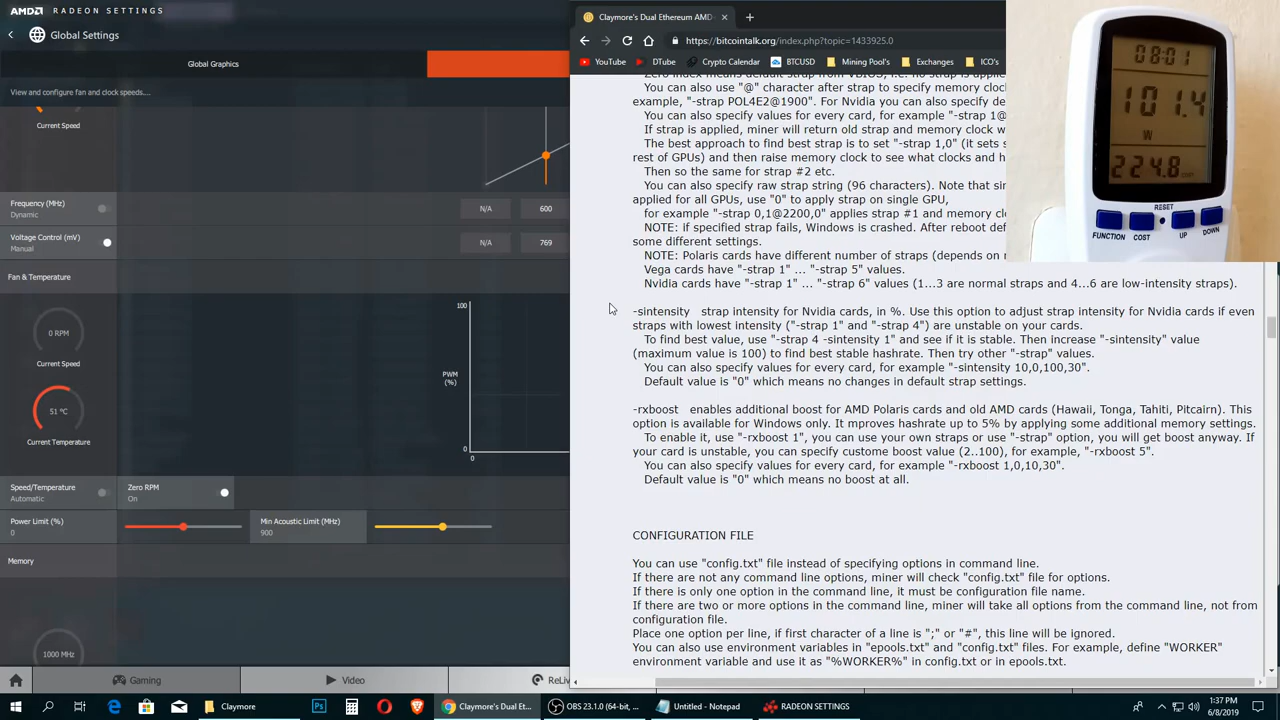 AMD RADEON SETTINGS
Global Settings
Global Graphics
View and configure fan and clock speeds....
Current Speed
Frequency (MHz)
Dynamic
N/A
600
Voltage Control (mV)
Manual
N/A
769
Fan & Temperature
0 RPM
Current Speed
51 °C
Current Temperature
100
PWM
(%)
0
0
Speed/Temperature
Automatic
Zero RPM
On
Power Limit (%)
0
Min Acoustic Limit (MHz)
900
Memory
1000 MHz
Gaming
Video
ReLiv
Claymore's Dual Ethereum AMD
https://bitcointalk.org/index.php?topic=1433925.0
YouTube
DTube
Crypto Calendar
BTCUSD
Mining Pool's
Exchanges
ICO's
Zero index means default strap from VBIOS, i.e. no strap is applie
You can also use "@" character after strap to specify memory clock
example, "-strap POL4E2@1900". For Nvidia you can also specify de
You can also specify values for every card, for example "-strap 1@
If strap is applied, miner will return old strap and memory clock w
The best approach to find best strap is to set "-strap 1,0" (it sets s
rest of GPUs) and then raise memory clock to see what clocks and h
Then so the same for strap #2 etc.
You can also specify raw strap string (96 characters). Note that sin
applied for all GPUs, use "0" to apply strap on single GPU,
for example "-strap 0,1@2200,0" applies strap #1 and memory clo
NOTE: if specified strap fails, Windows is crashed. After reboot def
some different settings.
NOTE: Polaris cards have different number of straps (depends on m
Vega cards have "-strap 1" ... "-strap 5" values.
Nvidia cards have "-strap 1" ... "-strap 6" values (1...3 are normal straps and 4...6 are low-intensity straps).
-sintensity strap intensity for Nvidia cards, in %. Use this option to adjust strap intensity for Nvidia cards if even
straps with lowest intensity ("-strap 1" and "-strap 4") are unstable on your cards.
To find best value, use "-strap 4 -sintensity 1" and see if it is stable. Then increase "-sintensity" value
(maximum value is 100) to find best stable hashrate. Then try other "-strap" values.
You can also specify values for every card, for example "-sintensity 10,0,100,30".
Default value is "0" which means no changes in default strap settings.
-rxboost enables additional boost for AMD Polaris cards and old AMD cards (Hawaii, Tonga, Tahiti, Pitcairn). This
option is available for Windows only. It mproves hashrate up to 5% by applying some additional memory settings.
To enable it, use "-rxboost 1", you can use your own straps or use "-strap" option, you will get boost anyway. If
your card is unstable, you can specify custome boost value (2..100), for example, "-rxboost 5".
You can also specify values for every card, for example "-rxboost 1,0,10,30".
Default value is "0" which means no boost at all.
CONFIGURATION FILE
You can use "config.txt" file instead of specifying options in command line.
If there are not any command line options, miner will check "config.txt" file for options.
If there is only one option in the command line, it must be configuration file name.
If there are two or more options in the command line, miner will take all options from the command line, not from
configuration file.
Place one option per line, if first character of a line is ";" or "#", this line will be ignored.
You can also use environment variables in "epools.txt" and "config.txt" files. For example, define "WORKER"
environment variable and use it as "%WORKER%" in config.txt or in epools.txt.
08:01
101.4
W
224.8
RESET
FUNCTION COST UP DOWN
Claymore
Claymore's Dual Et...
OBS 23.1.0 (64-bit, ...
Untitled - Notepad
RADEON SETTINGS
1:37 PM
6/8/2019